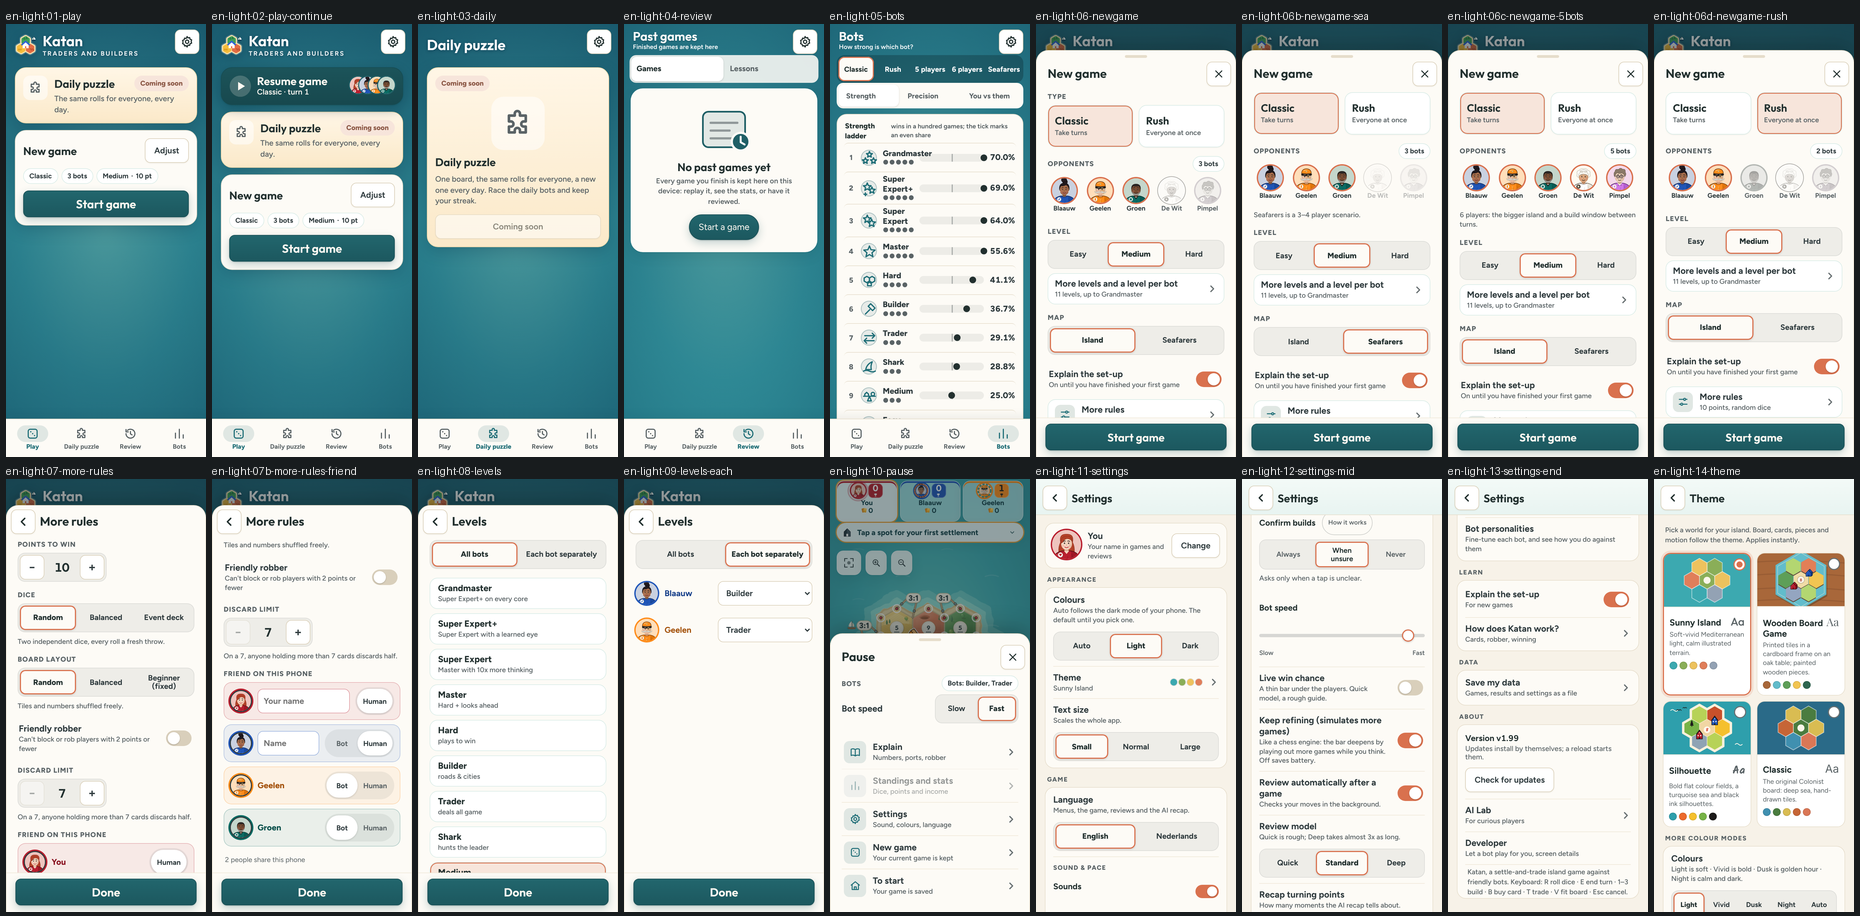 en-light-01-play
Katan
TRADERS AND BUILDERS
Daily puzzle
Coming soon
The same rolls for everyone, every day.
New game
Adjust
Classic
3 bots
Medium · 10 pt
Start game
Play
Daily puzzle
Review
Bots
en-light-02-play-continue
Katan
TRADERS AND BUILDERS
Resume game
Classic · turn 1
Daily puzzle
Coming soon
The same rolls for everyone, every day.
New game
Adjust
Classic
3 bots
Medium · 10 pt
Start game
Play
Daily puzzle
Review
Bots
en-light-03-daily
Daily puzzle
Coming soon
Daily puzzle
One board, the same rolls for everyone, a new one every day. Race the daily bots and keep your streak.
Coming soon
Play
Daily puzzle
Review
Bots
en-light-04-review
Past games
Finished games are kept here
Games
Lessons
No past games yet
Every game you finish is kept here on this device: replay it, see the stats, or have it reviewed.
Start a game
Play
Daily puzzle
Review
Bots
en-light-05-bots
Bots
How strong is which bot?
Classic
Rush
5 players
6 players
Seafarers
Strength
Precision
You vs them
Strength ladder
wins in a hundred games; the tick marks an even share
1 Grandmaster 70.0%
2 Super Expert+ 69.0%
3 Super Expert 64.0%
4 Master 55.6%
5 Hard 41.1%
6 Builder 36.7%
7 Trader 29.1%
8 Shark 28.8%
9 Medium 25.0%
Play
Daily puzzle
Review
Bots
en-light-06-newgame
Katan
New game
TYPE
Classic
Take turns
Rush
Everyone at once
OPPONENTS
3 bots
Blaauw
Geelen
Groen
De Wit
Pimpel
LEVEL
Easy
Medium
Hard
More levels and a level per bot
11 levels, up to Grandmaster
MAP
Island
Seafarers
Explain the set-up
On until you have finished your first game
More rules
Start game
en-light-06b-newgame-sea
Katan
New game
Classic
Take turns
Rush
Everyone at once
OPPONENTS
3 bots
Blaauw
Geelen
Groen
De Wit
Pimpel
Seafarers is a 3–4 player scenario.
LEVEL
Easy
Medium
Hard
More levels and a level per bot
11 levels, up to Grandmaster
MAP
Island
Seafarers
Explain the set-up
On until you have finished your first game
More rules
Start game
en-light-06c-newgame-5bots
Katan
New game
Classic
Take turns
Rush
Everyone at once
OPPONENTS
5 bots
Blaauw
Geelen
Groen
De Wit
Pimpel
6 players: the bigger island and a build window between turns.
LEVEL
Easy
Medium
Hard
More levels and a level per bot
11 levels, up to Grandmaster
MAP
Island
Seafarers
Explain the set-up
On until you have finished your first game
Start game
en-light-06d-newgame-rush
Katan
New game
Classic
Take turns
Rush
Everyone at once
OPPONENTS
2 bots
Blaauw
Geelen
Groen
De Wit
Pimpel
LEVEL
Easy
Medium
Hard
More levels and a level per bot
11 levels, up to Grandmaster
MAP
Island
Seafarers
Explain the set-up
On until you have finished your first game
More rules
10 points, random dice
Start game
en-light-07-more-rules
Katan
More rules
POINTS TO WIN
− 10 +
DICE
Random
Balanced
Event deck
Two independent dice, every roll a fresh throw.
BOARD LAYOUT
Random
Balanced
Beginner (fixed)
Tiles and numbers shuffled freely.
Friendly robber
Can't block or rob players with 2 points or fewer
DISCARD LIMIT
− 7 +
On a 7, anyone holding more than 7 cards discards half.
FRIEND ON THIS PHONE
You
Human
Done
en-light-07b-more-rules-friend
Katan
More rules
Tiles and numbers shuffled freely.
Friendly robber
Can't block or rob players with 2 points or fewer
DISCARD LIMIT
− 7 +
On a 7, anyone holding more than 7 cards discards half.
FRIEND ON THIS PHONE
Your name
Human
Name
Bot
Human
Geelen
Bot
Human
Groen
Bot
Human
2 people share this phone
Done
en-light-08-levels
Katan
Levels
All bots
Each bot separately
Grandmaster
Super Expert+ on every core
Super Expert+
Super Expert with a learned eye
Super Expert
Master with 10x more thinking
Master
Hard + looks ahead
Hard
plays to win
Builder
roads & cities
Trader
deals all game
Shark
hunts the leader
Medium
Done
en-light-09-levels-each
Katan
Levels
All bots
Each bot separately
Blaauw
Builder
Geelen
Trader
Done
en-light-10-pause
0
You
0
0
Blaauw
0
1
Geelen
0
Tap a spot for your first settlement
3:1
3:1
3:1
Pause
BOTS
Bots: Builder, Trader
Bot speed
Slow
Fast
Explain
Numbers, ports, robber
Standings and stats
Dice, points and income
Settings
Sound, colours, language
New game
Your current game is kept
To start
Your game is saved
en-light-11-settings
Settings
You
Your name in games and reviews
Change
APPEARANCE
Colours
Auto follows the dark mode of your phone. The default until you pick one.
Auto
Light
Dark
Theme
Sunny Island
Text size
Scales the whole app.
Small
Normal
Large
GAME
Language
Menus, the game, reviews and the AI recap.
English
Nederlands
SOUND & PACE
Sounds
en-light-12-settings-mid
Settings
Confirm builds
How it works
Always
When unsure
Never
Asks only when a tap is unclear.
Bot speed
Slow
Fast
Live win chance
A thin bar under the players. Quick model, a rough guide.
Keep refining (simulates more games)
Like a chess engine: the bar deepens by playing out more games while you think. Off saves battery.
Review automatically after a game
Checks your moves in the background.
Review model
Quick is rough; Deep takes almost 3x as long.
Quick
Standard
Deep
Recap turning points
How many moments the AI recap tells about.
en-light-13-settings-end
Settings
Bot personalities
Fine-tune each bot, and see how you do against them
LEARN
Explain the set-up
For new games
How does Katan work?
Cards, robber, winning
DATA
Save my data
Games, results and settings as a file
ABOUT
Version v1.99
Updates install by themselves; a reload starts them.
Check for updates
AI Lab
For curious players
Developer
Let a bot play for you, screen details
Katan, a settle-and-trade island game against friendly bots. Keyboard: R roll dice · E end turn · 1–3 build · B buy card · T trade · V fit board · Esc cancel.
en-light-14-theme
Theme
Pick a world for your island. Board, cards, pieces and motion follow the theme. Applies instantly.
Sunny Island
Aa
Soft-vivid Mediterranean light, calm illustrated terrain.
Wooden Board Game
Aa
Printed tiles in a cardboard frame on an oak table; painted wooden pieces.
Silhouette
Aa
Bold flat colour fields, a turquoise sea and black ink silhouettes.
Classic
Aa
The original Colonist board: deep sea, hand-drawn tiles.
MORE COLOUR MODES
Colours
Light is soft · Vivid is bold · Dusk is golden hour · Night is calm and dark.
Light
Vivid
Dusk
Night
Auto